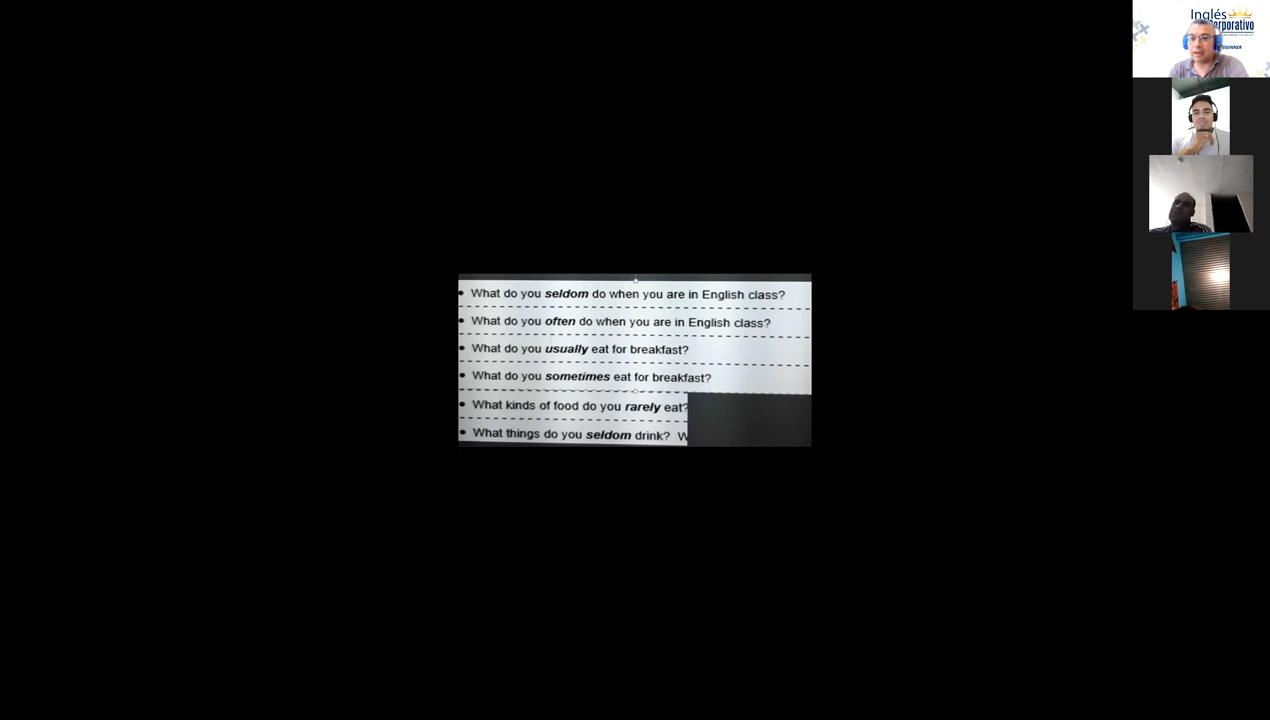 Inglés
Corporativo
• What do you seldom do when you are in English class?
• What do you often do when you are in English class?
• What do you usually eat for breakfast?
• What do you sometimes eat for breakfast?
• What kinds of food do you rarely eat?
• What things do you seldom drink? W